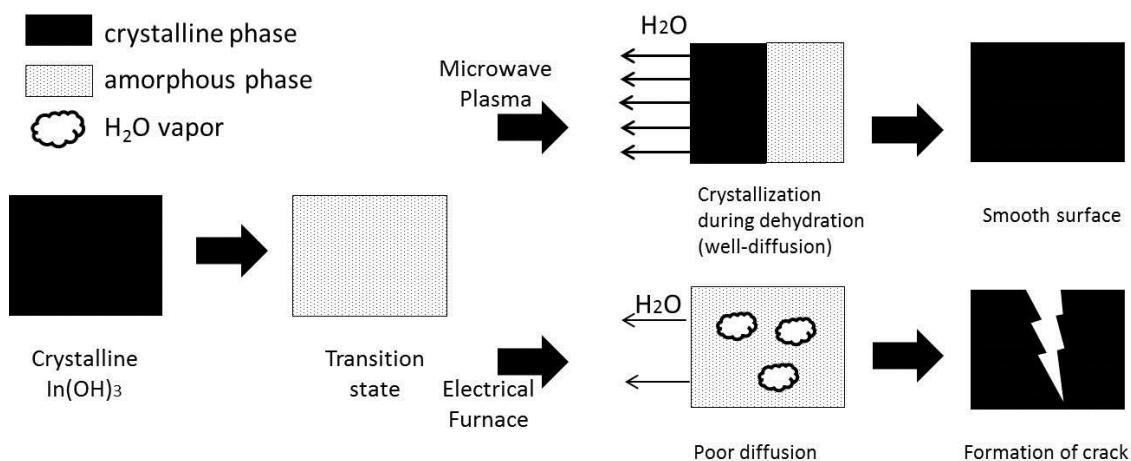 crystalline phase
amorphous phase
H₂O vapor
Crystalline
In(OH)₃
Transition
state
Microwave
Plasma
H₂O
Crystallization
during dehydration
(well-diffusion)
Smooth surface
Electrical
Furnace
H₂O
Poor diffusion
Formation of crack